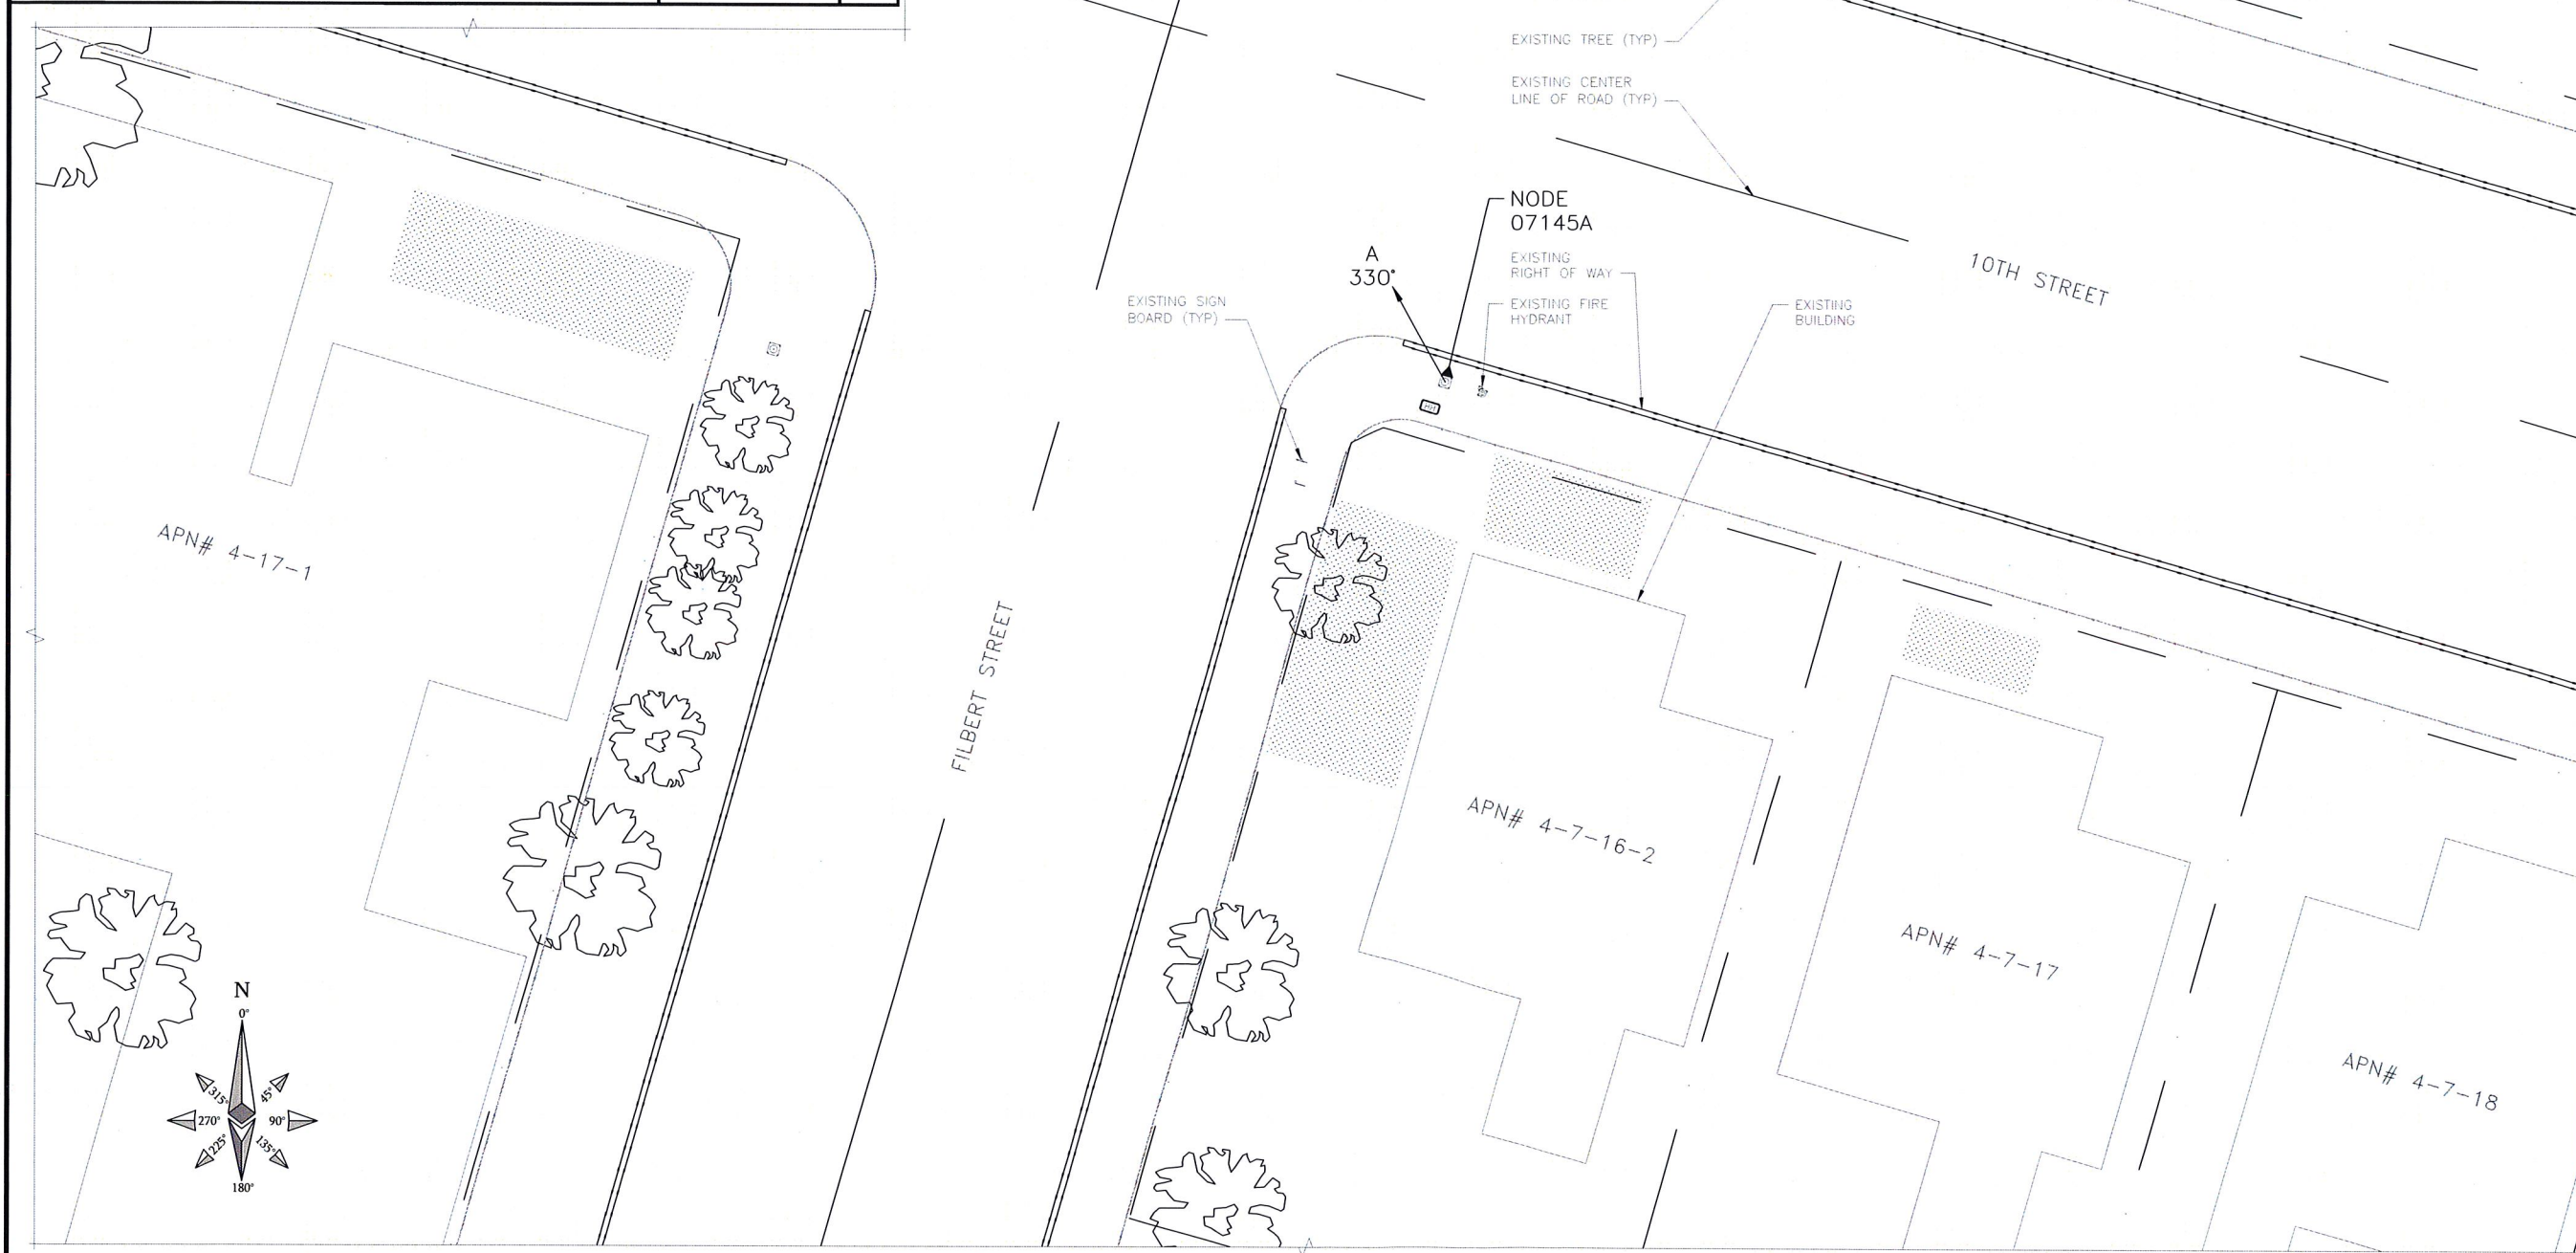 EXISTING TREE (TYP)
EXISTING CENTER
LINE OF ROAD (TYP)
NODE
07145A
A
330°
EXISTING
RIGHT OF WAY
EXISTING SIGN
BOARD (TYP)
EXISTING FIRE
HYDRANT
EXISTING
BUILDING
10TH STREET
APN# 4-17-1
FILBERT STREET
APN# 4-7-16-2
APN# 4-7-17
APN# 4-7-18
N
0°
315°
45°
270°
90°
225°
135°
180°